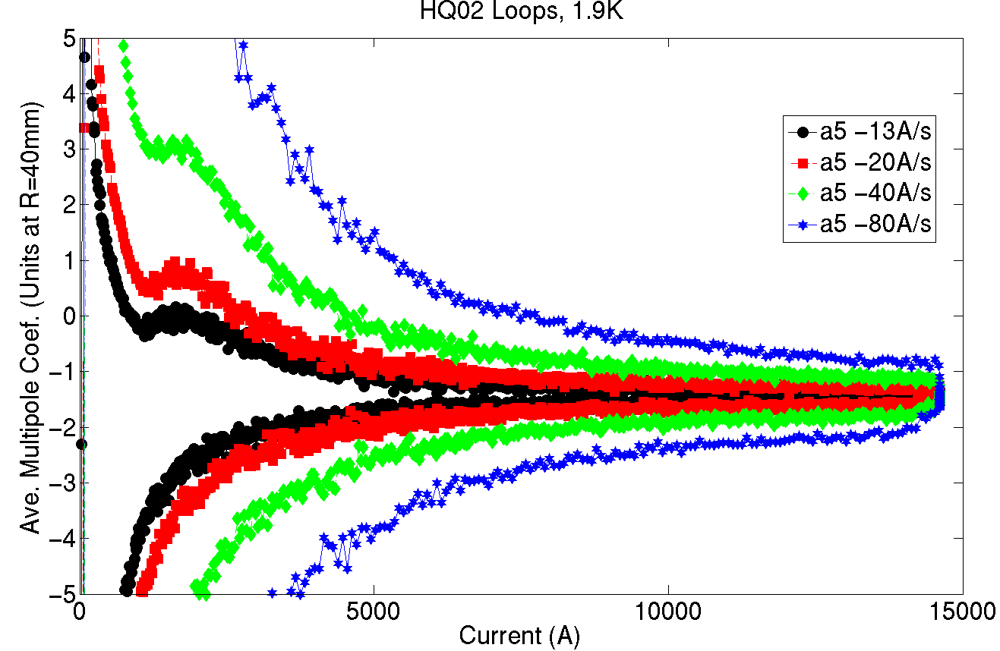 HQ02 Loops, 1.9K
Ave. Multipole Coef. (Units at R=40mm)
5
4
3
2
1
0
−1
−2
−3
−4
−5
a5 −13A/s
a5 −20A/s
a5 −40A/s
a5 −80A/s
0 5000 10000 15000
Current (A)